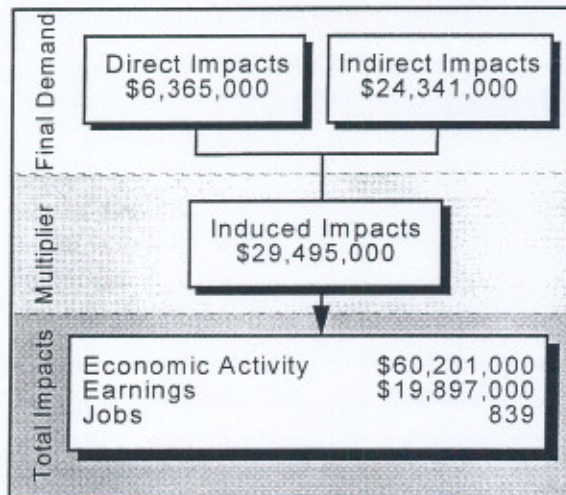 Final Demand
Direct Impacts
$6,365,000
Indirect Impacts
$24,341,000
Multiplier
Induced Impacts
$29,495,000
Total Impacts
Economic Activity $60,201,000
Earnings $19,897,000
Jobs 839